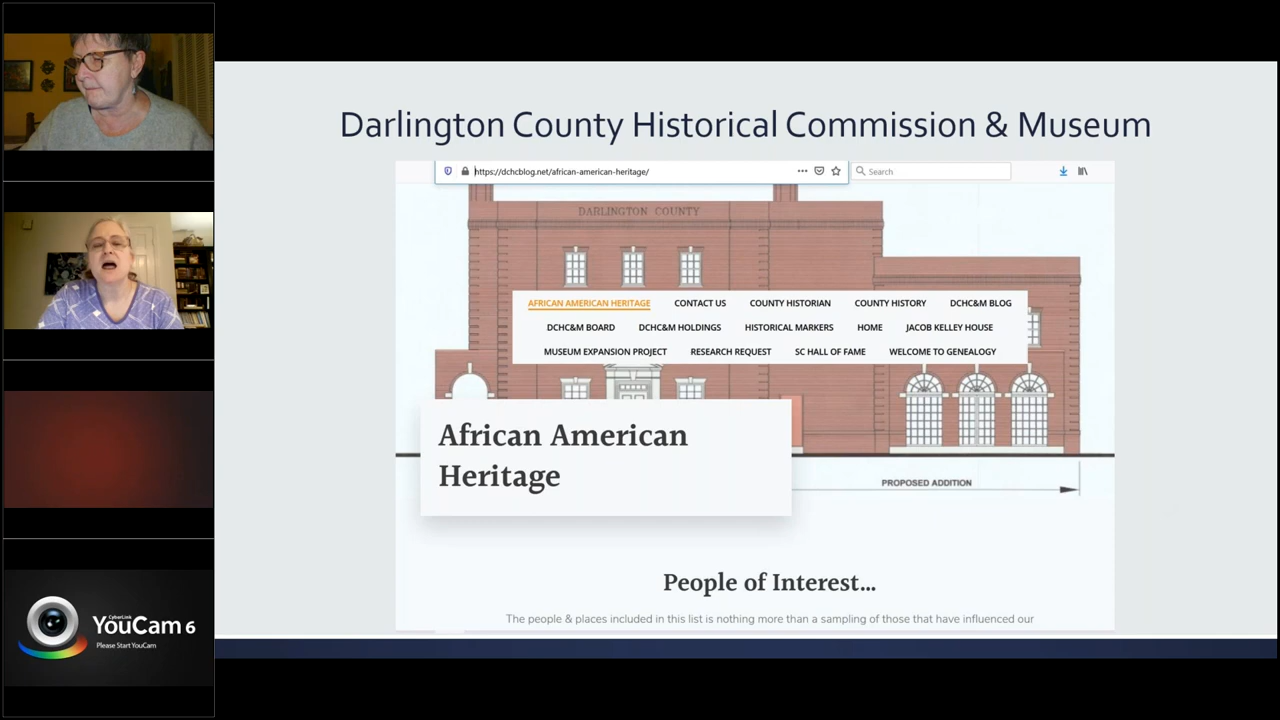 Darlington County Historical Commission & Museum
https://dchcblog.net/african-american-heritage/
Search
DARLINGTON COUNTY
AFRICAN AMERICAN HERITAGE CONTACT US COUNTY HISTORIAN COUNTY HISTORY DCHC&M BLOG
DCHC&M BOARD DCHC&M HOLDINGS HISTORICAL MARKERS HOME JACOB KELLEY HOUSE
MUSEUM EXPANSION PROJECT RESEARCH REQUEST SC HALL OF FAME WELCOME TO GENEALOGY
African American
Heritage
PROPOSED ADDITION
People of Interest...
The people & places included in this list is nothing more than a sampling of those that have influenced our
CyberLink
YouCam 6
Please Start YouCam